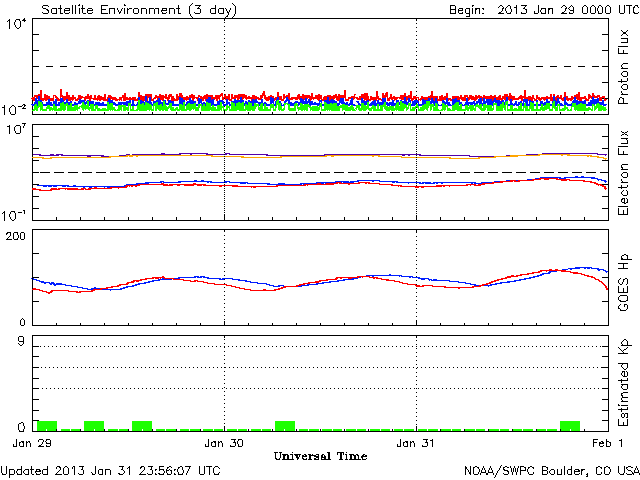 Satellite Environment (3 day) Begin: 2013 Jan 29 0000 UTC
10⁴
10⁻²
Proton Flux
10⁷
10⁻¹
Electron Flux
200
0
GOES Hp
9
0
Estimated Kp
Jan 29 Jan 30 Jan 31 Feb 1
Universal Time
Updated 2013 Jan 31 23:56:07 UTC NOAA/SWPC Boulder, CO USA